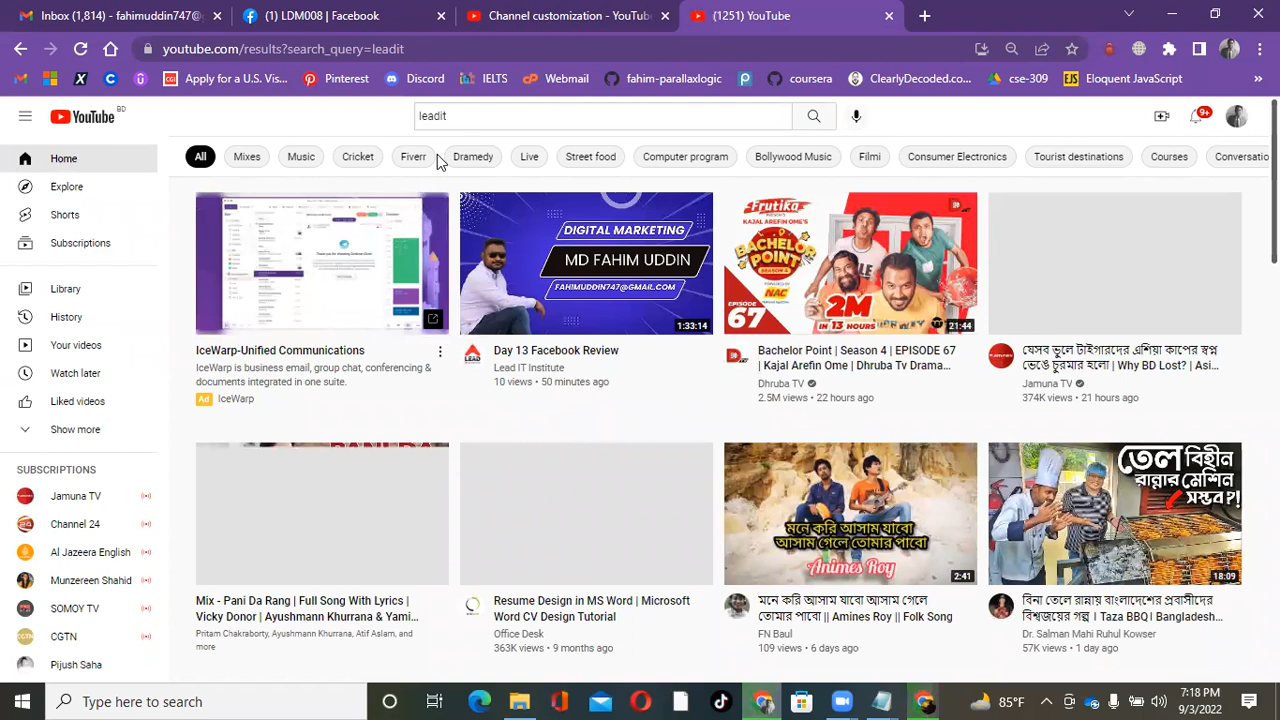 Inbox (1,814) - fahimuddin747@
(1) LDM008 | Facebook
Channel customization - YouTub
(1251) YouTube
youtube.com/results?search_query=leadit
Apply for a U.S. Vis...
Pinterest
Discord
IELTS
Webmail
fahim-parallaxlogic
coursera
ClearlyDecoded.co...
cse-309
EJS
Eloquent JavaScript
YouTube
BD
leadit
9+
All
Mixes
Music
Cricket
Fiverr
Dramedy
Live
Street food
Computer program
Bollywood Music
Filmi
Consumer Electronics
Tourist destinations
Courses
Conversatio
Home
Explore
Shorts
Subscriptions
Library
History
Your videos
Watch later
Liked videos
Show more
SUBSCRIPTIONS
Jamuna TV
Channel 24
Al Jazeera English
Munzereen Shahid
SOMOY TV
CGTN
Pijush Saha
IceWarp-Unified Communications
IceWarp is business email, group chat, conferencing &
documents integrated in one suite.
Ad IceWarp
DIGITAL MARKETING
MD FAHIM UDDIN
FAHIMUDDIN747@GMAIL.COM
1:33:14
Day 13 Facebook Review
Lead IT Institute
10 views • 50 minutes ago
Frutika
KAJAL AREFIN OME'S
BACHELOR
POINT
SEASON 4
EPISODE
67
2M
IN 13 HOURS
21:44
Bachelor Point | Season 4 | EPISODE 67
| Kajal Arefin Ome | Dhruba Tv Drama...
Dhruba TV
2.5M views • 22 hours ago
যেসব ভুলে টাইগারদের এশিয়া কাপের স্বপ্ন
ভেঙে চুরমার হলো | Why BD Lost? | Asi...
Jamuna TV
374K views • 21 hours ago
Mix - Pani Da Rang | Full Song With Lyrics |
Vicky Donor | Ayushmann Khurrana & Yami...
Pritam Chakraborty, Ayushmann Khurrana, Atif Aslam, and
more
Resume Design in MS Word | Microsoft
Word CV Design Tutorial
Office Desk
363K views • 9 months ago
মনে করি আসাম যাবো
আসাম গেলে তোমার পাবো
Animes Roy
2:41
মনে করি আসাম যাবো আসাম গেলে
তোমার পাবো || Amines Roy || Folk Song
FN Baul
109 views • 6 days ago
তেল বিহীন
রান্নার মেশিন
সম্ভব?!
18:09
বিনা তেলে রান্নায় বাংলাদেশের প্রবাসীদের
বিশ্বজয়ের গল্প । Taza BBQ | Bangladesh...
Dr. Salman Mahi Ruhul Kowser
57K views • 1 day ago
Type here to search
85°F
7:18 PM
9/3/2022